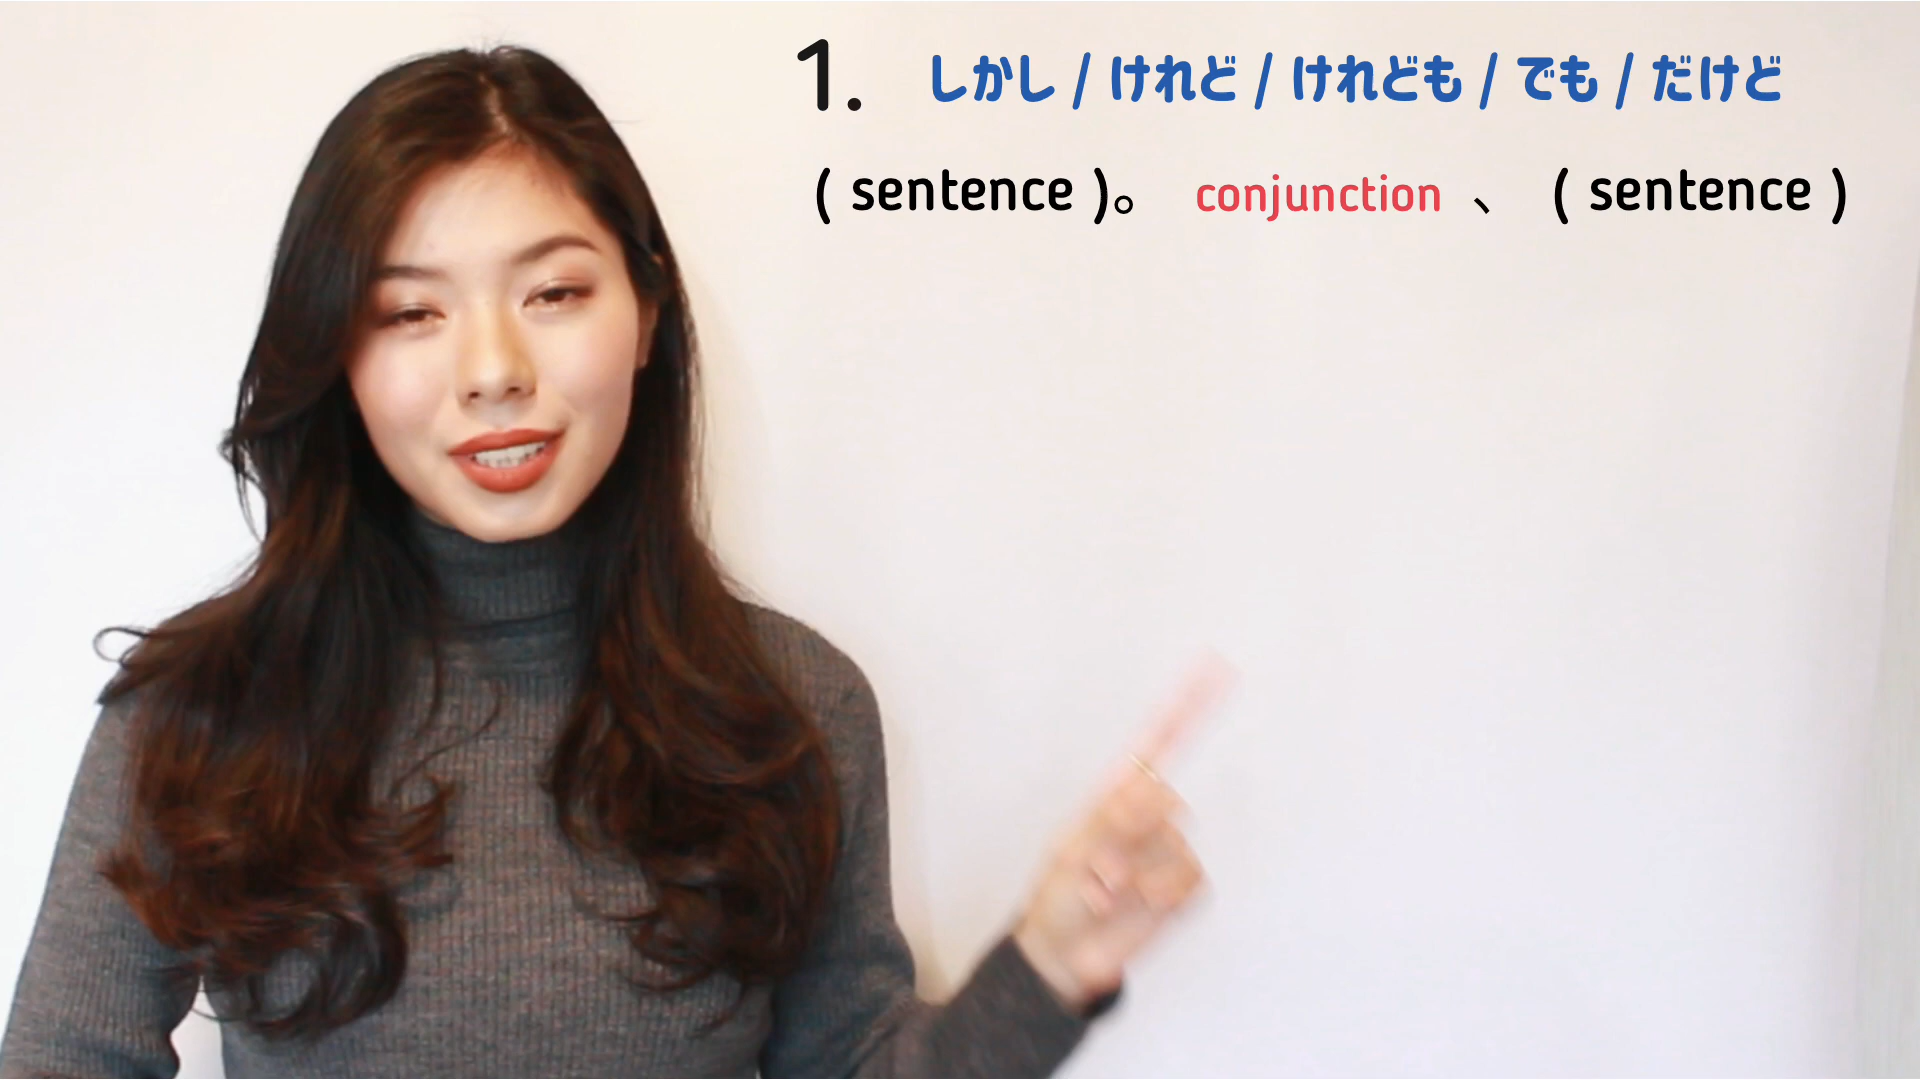 1. しかし / けれど / けれども / でも / だけど
( sentence )。 conjunction 、 ( sentence )